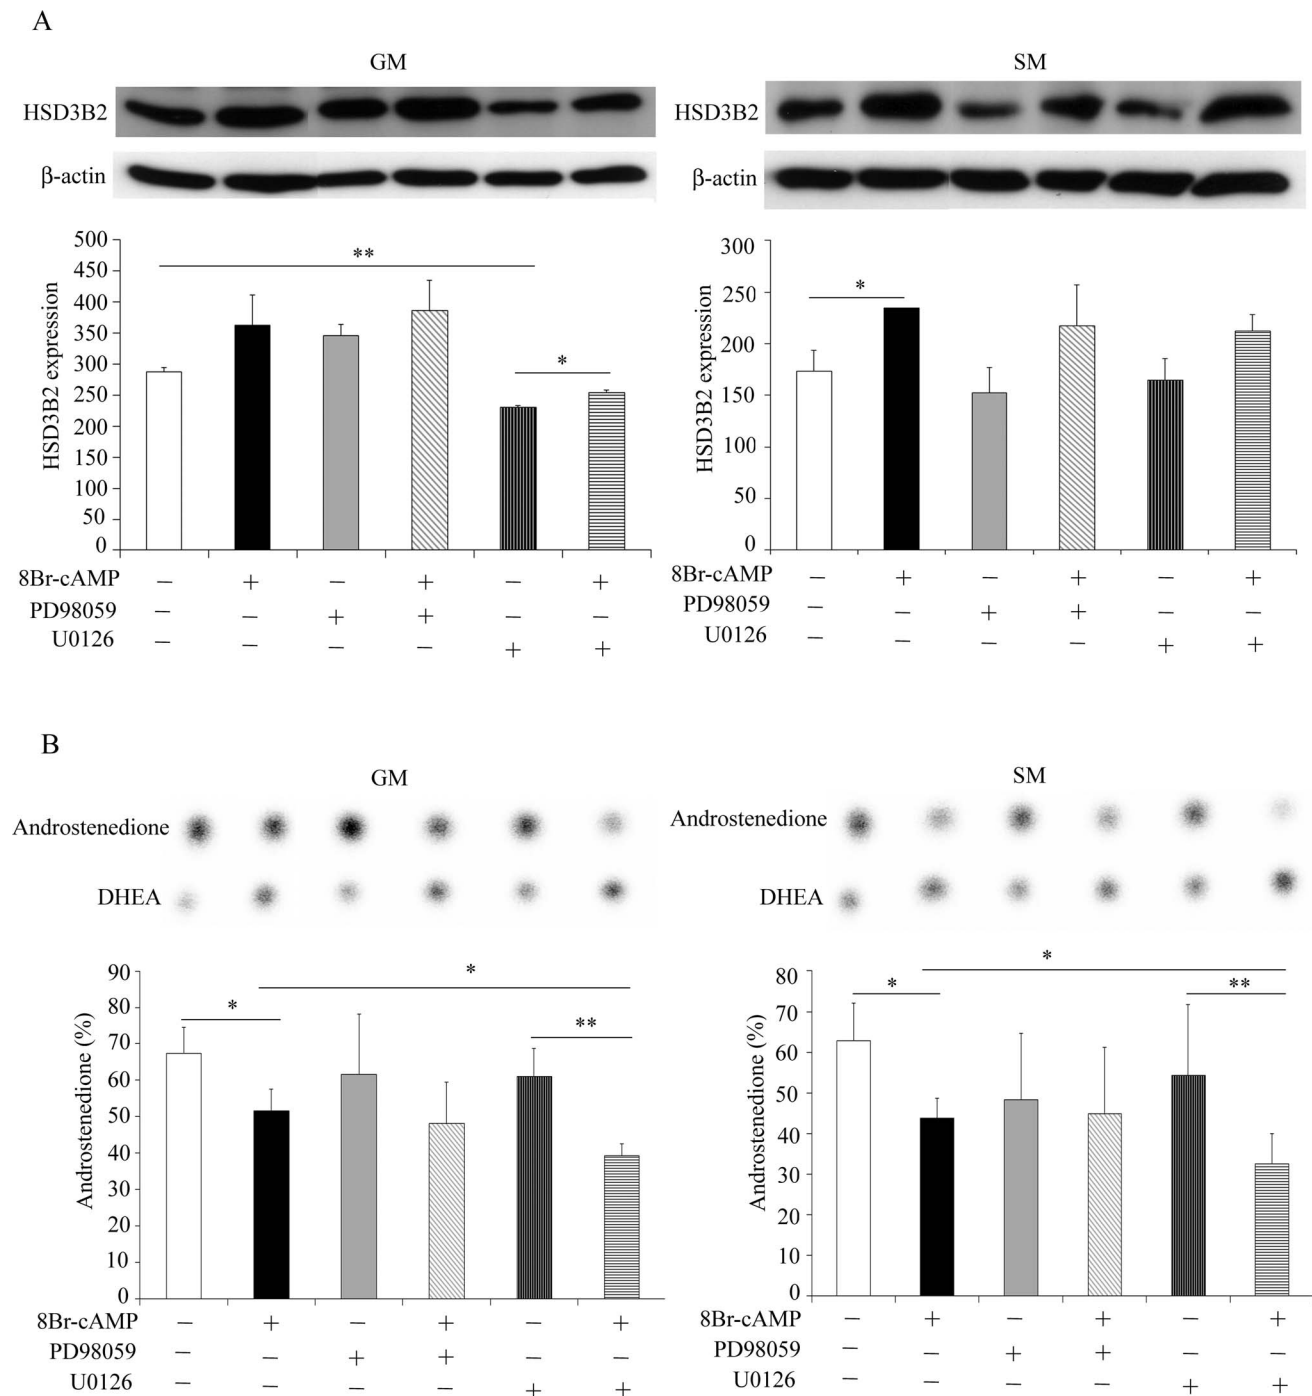 A
GM
SM
HSD3B2
HSD3B2
β-actin
β-actin
500
450
400
350
300
250
200
150
100
50
0
HSD3B2 expression
**
*
300
250
200
150
100
50
0
HSD3B2 expression
*
8Br-cAMP − + − + − +
PD98059 − − + + − −
U0126 − − − − + +
8Br-cAMP − + − + − +
PD98059 − − + + − −
U0126 − − − − + +
B
GM
SM
Androstenedione
DHEA
Androstenedione
DHEA
90
80
70
60
50
40
30
20
10
0
Androstenedione (%)
*
*
**
80
70
60
50
40
30
20
10
0
Androstenedione (%)
*
*
**
8Br-cAMP − + − + − +
PD98059 − − + + − −
U0126 − − − − + +
8Br-cAMP − + − + − +
PD98059 − − + + − −
U0126 − − − − + +